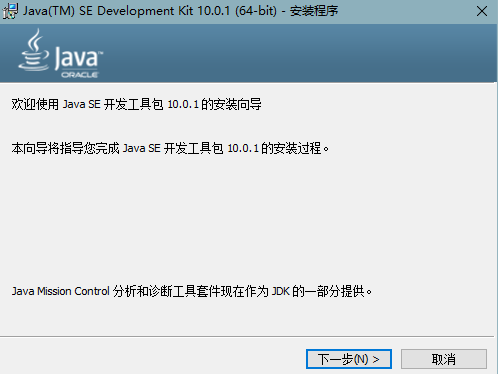 Java(TM) SE Development Kit 10.0.1 (64-bit) - 安装程序
Java
ORACLE
欢迎使用 Java SE 开发工具包 10.0.1 的安装向导
本向导将指导您完成 Java SE 开发工具包 10.0.1 的安装过程。
Java Mission Control 分析和诊断工具套件现在作为 JDK 的一部分提供。
下一步(N) >
取消